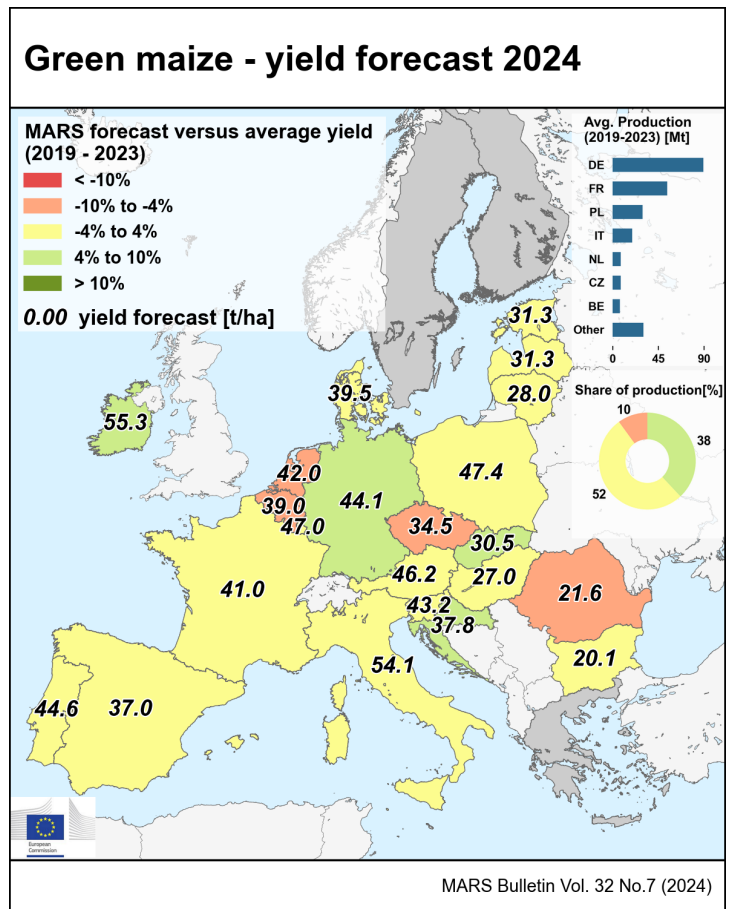 Green maize - yield forecast 2024
MARS forecast versus average yield
(2019 - 2023)
< -10%
-10% to -4%
-4% to 4%
4% to 10%
> 10%
0.00 yield forecast [t/ha]
Avg. Production
(2019-2023) [Mt]
DE
FR
PL
IT
NL
CZ
BE
Other
0 45 90
Share of production[%]
10
38
52
31.3
31.3
28.0
39.5
55.3
42.0
39.0
47.0
44.1
47.4
34.5
30.5
46.2
27.0
41.0
43.2
37.8
21.6
20.1
54.1
44.6
37.0
European
Commission
MARS Bulletin Vol. 32 No.7 (2024)